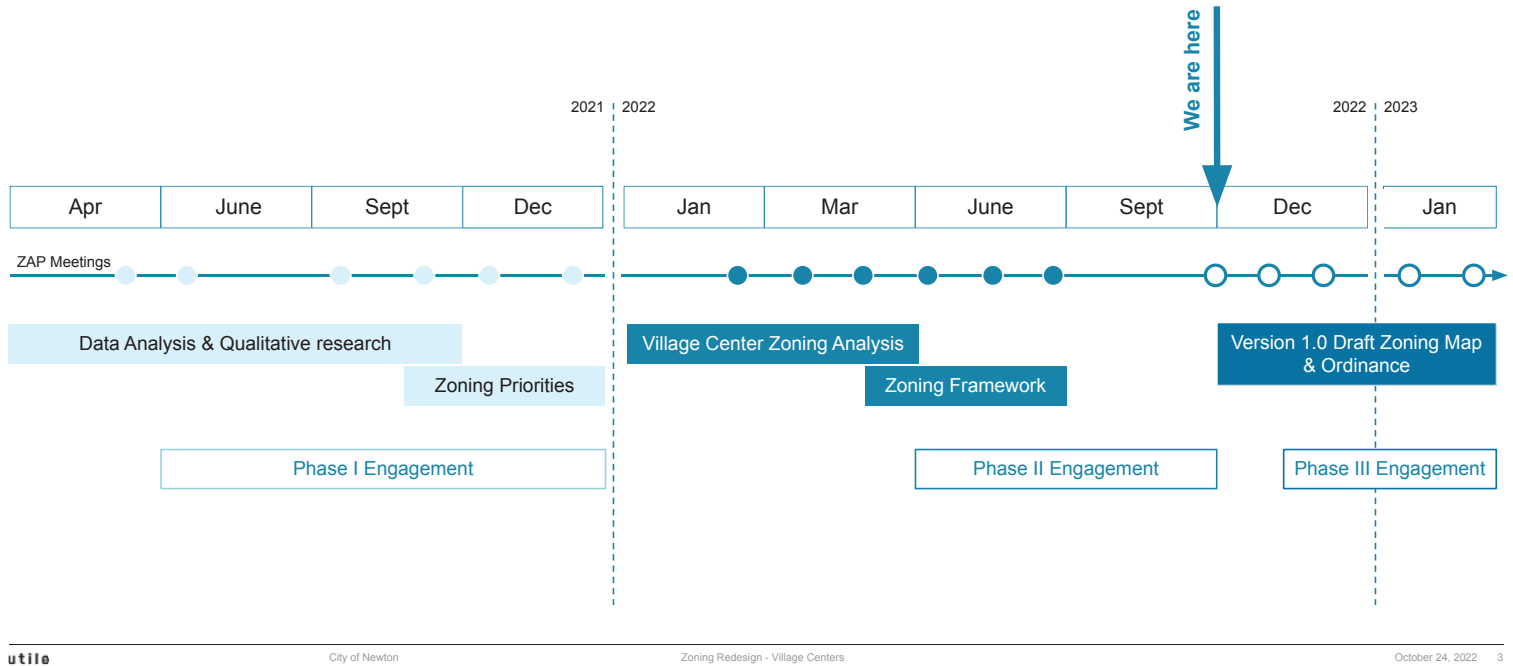 We are here
2021 2022
2022 2023
Apr June Sept Dec Jan Mar June Sept Dec Jan
ZAP Meetings
Data Analysis & Qualitative research
Village Center Zoning Analysis
Version 1.0 Draft Zoning Map
& Ordinance
Zoning Priorities
Zoning Framework
Phase I Engagement
Phase II Engagement
Phase III Engagement
utile
City of Newton
Zoning Redesign - Village Centers
October 24, 2022 3